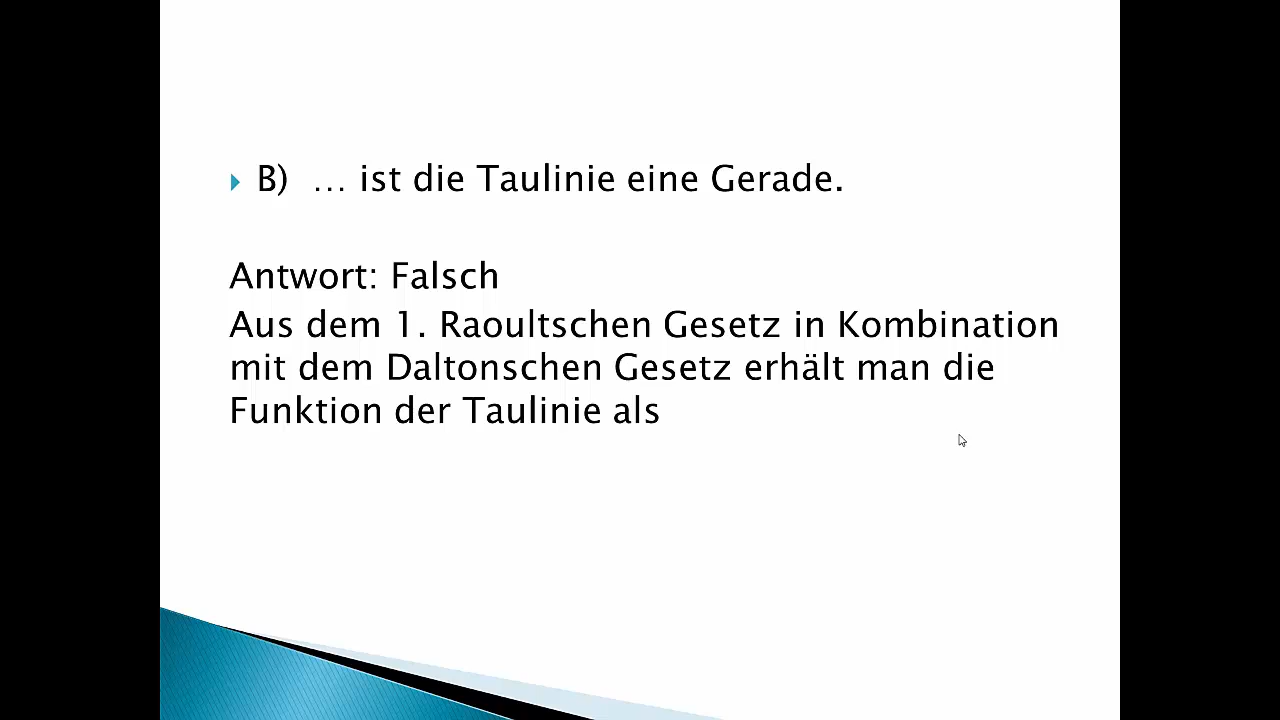 B) … ist die Taulinie eine Gerade.
Antwort: Falsch
Aus dem 1. Raoultschen Gesetz in Kombination
mit dem Daltonschen Gesetz erhält man die
Funktion der Taulinie als